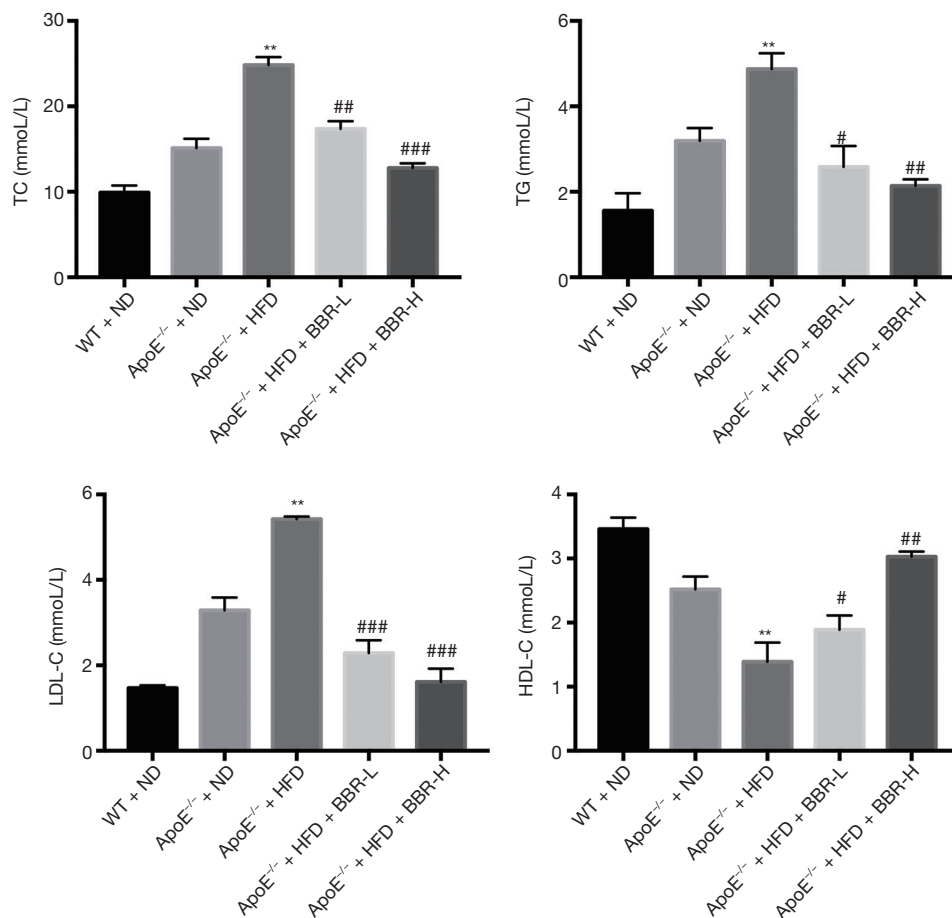 30
20
10
0
TC (mmoL/L)
**
##
###
WT + ND
ApoE⁻/⁻ + ND
ApoE⁻/⁻ + HFD
ApoE⁻/⁻ + HFD + BBR-L
ApoE⁻/⁻ + HFD + BBR-H
6
4
2
0
TG (mmoL/L)
**
#
##
WT + ND
ApoE⁻/⁻ + ND
ApoE⁻/⁻ + HFD
ApoE⁻/⁻ + HFD + BBR-L
ApoE⁻/⁻ + HFD + BBR-H
6
4
2
0
LDL-C (mmoL/L)
**
###
###
WT + ND
ApoE⁻/⁻ + ND
ApoE⁻/⁻ + HFD
ApoE⁻/⁻ + HFD + BBR-L
ApoE⁻/⁻ + HFD + BBR-H
4
3
2
1
0
HDL-C (mmoL/L)
**
#
##
WT + ND
ApoE⁻/⁻ + ND
ApoE⁻/⁻ + HFD
ApoE⁻/⁻ + HFD + BBR-L
ApoE⁻/⁻ + HFD + BBR-H